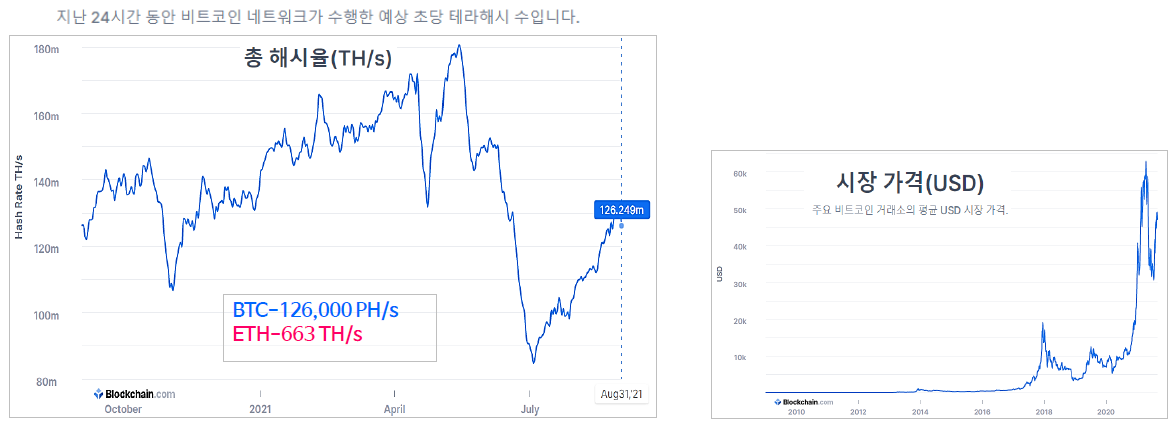 지난 24시간 동안 비트코인 네트워크가 수행한 예상 초당 테라해시 수입니다.
총 해시율(TH/s)
Hash Rate TH/s
180m
160m
140m
120m
100m
80m
126.249m
BTC-126,000 PH/s
ETH-663 TH/s
Blockchain.com
Aug31,'21
October
2021
April
July
시장 가격(USD)
주요 비트코인 거래소의 평균 USD 시장 가격.
USD
60k
50k
40k
30k
20k
10k
Blockchain.com
2010
2012
2014
2016
2018
2020